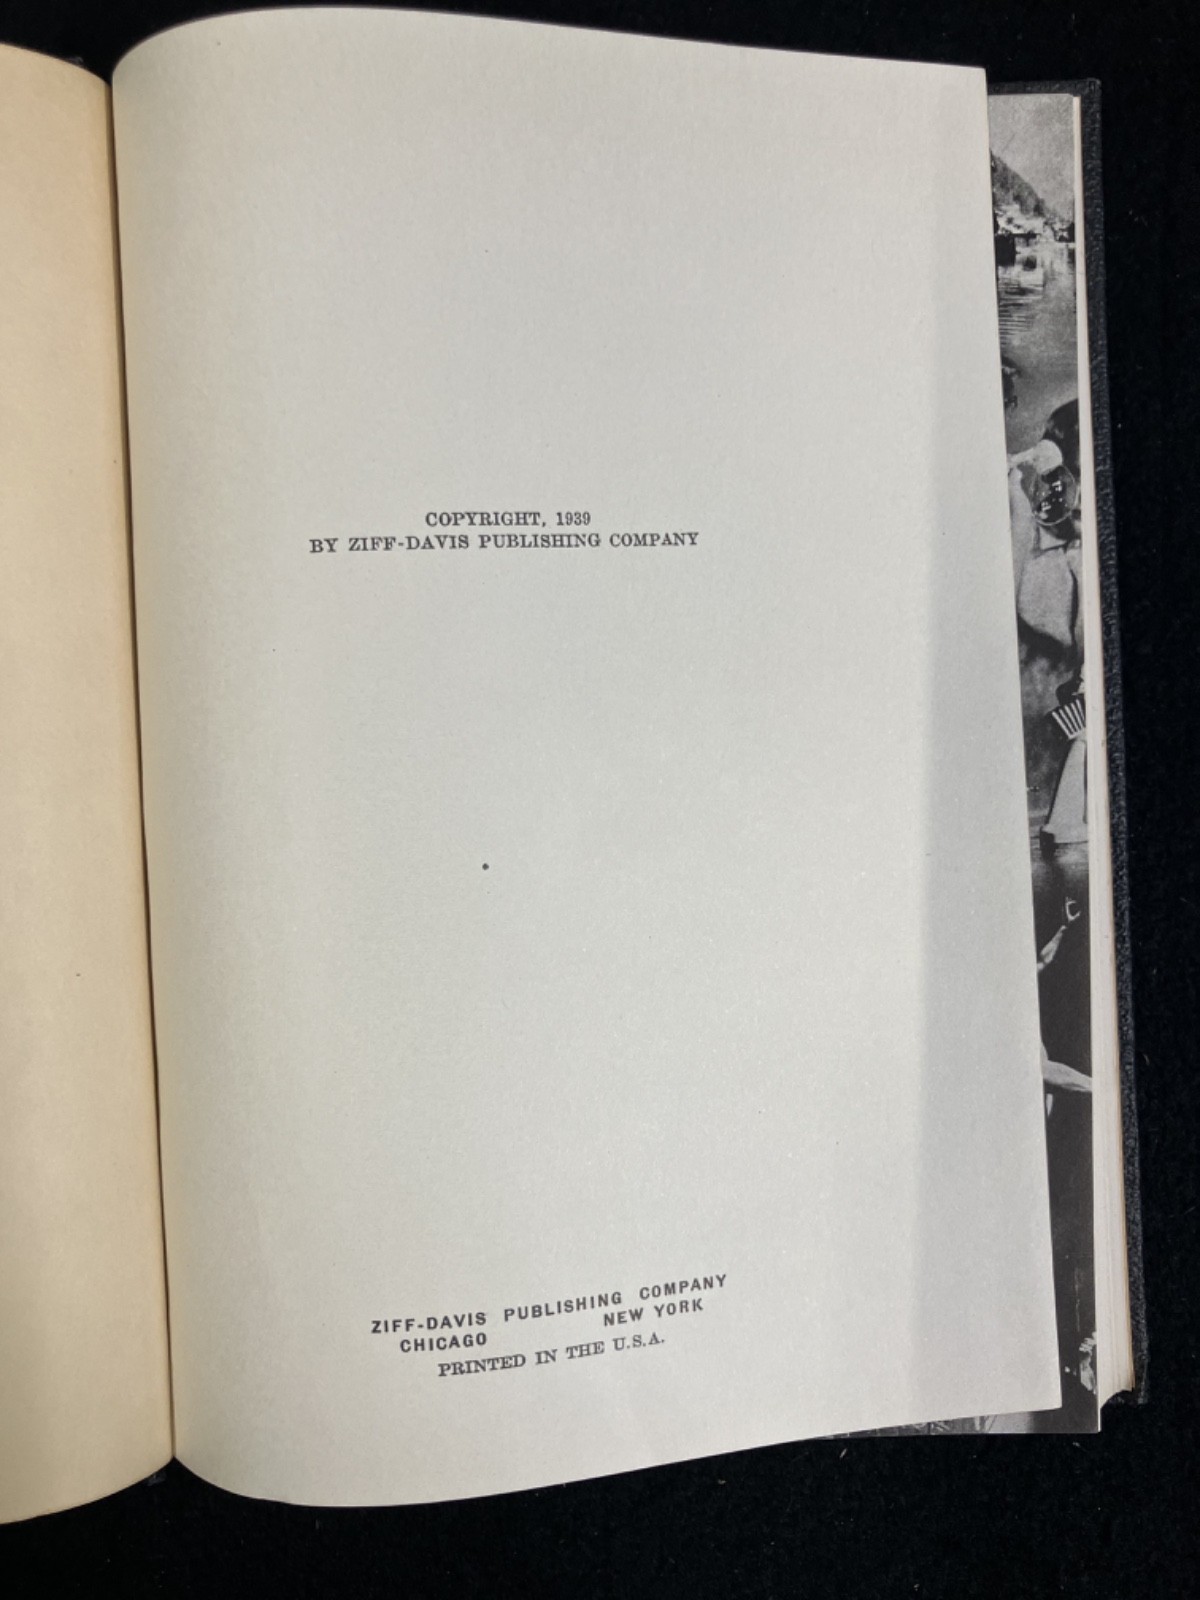 COPYRIGHT, 1939
BY ZIFF-DAVIS PUBLISHING COMPANY
ZIFF-DAVIS PUBLISHING COMPANY
CHICAGO NEW YORK
PRINTED IN THE U.S.A.